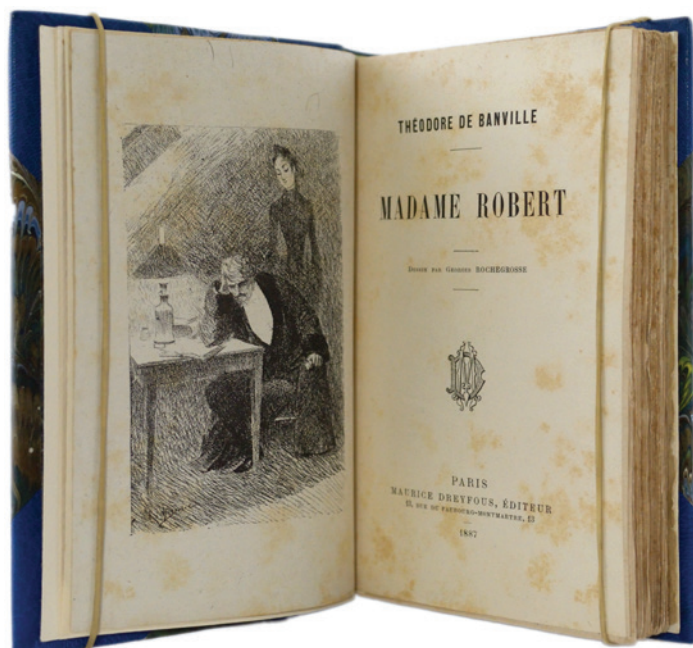 THÉODORE DE BANVILLE
MADAME ROBERT
DESSIN PAR GEORGES ROCHEGROSSE
PARIS
MAURICE DREYFOUS, ÉDITEUR
13, RUE DU FAUBOURG-MONTMARTRE, 13
1887